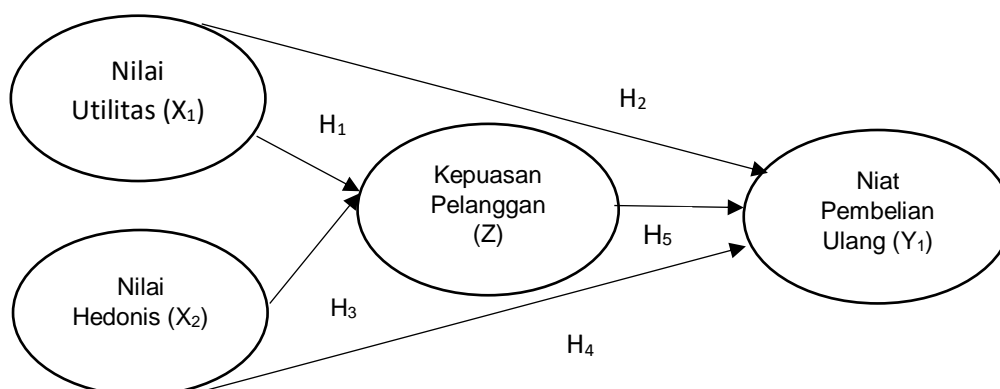 Nilai
Utilitas (X₁)
H₁
H₂
Kepuasan
Pelanggan
(Z)
Niat
Pembelian
Ulang (Y₁)
H₅
Nilai
Hedonis (X₂)
H₃
H₄